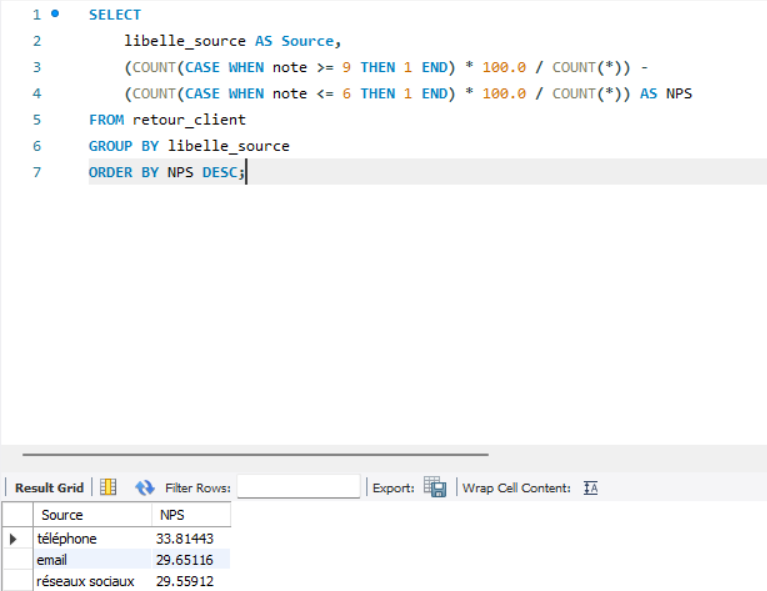 1 SELECT
2 libelle_source AS Source,
3 (COUNT(CASE WHEN note >= 9 THEN 1 END) * 100.0 / COUNT(*)) -
4 (COUNT(CASE WHEN note <= 6 THEN 1 END) * 100.0 / COUNT(*)) AS NPS
5 FROM retour_client
6 GROUP BY libelle_source
7 ORDER BY NPS DESC;
Result Grid Filter Rows: Export: Wrap Cell Content:
Source NPS
téléphone 33.81443
email 29.65116
réseaux sociaux 29.55912